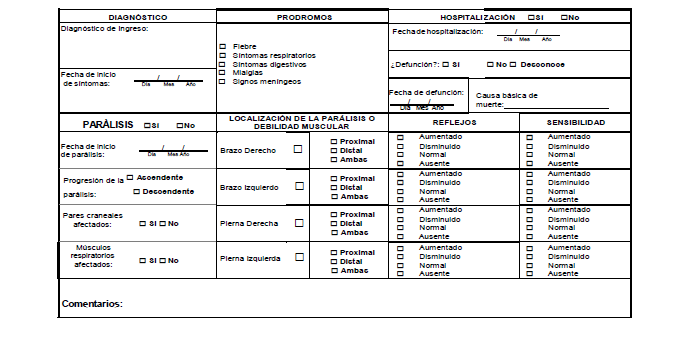 DIAGNÓSTICO PRODROMOS HOSPITALIZACIÓN Si No
Diagnóstico de Ingreso:
Fecha de inicio
de síntomas: / /
Día Mes Año
Fiebre
Síntomas respiratorios
Síntomas digestivos
Mialgias
Signos meníngeos
Fecha de hospitalización: / /
Día Mes Año
¿Defunción?: Si No Desconoce
Fecha de defunción:
/ /
Día Mes Año
Causa básica de
muerte:
PARÀLISIS Si No
LOCALIZACIÓN DE LA PARÁLISIS O
DEBILIDAD MUSCULAR
REFLEJOS SENSIBILIDAD
Fecha de inicio
de parálisis: / /
Día Mes Año
Brazo Derecho
Proximal
Distal
Ambas
Aumentado Aumentado
Disminuido Disminuido
Normal Normal
Ausente Ausente
Progresión de la
parálisis:
Ascendente
Descendente
Brazo Izquierdo
Proximal
Distal
Ambas
Aumentado Aumentado
Disminuido Disminuido
Normal Normal
Ausente Ausente
Pares craneales
afectados: Si No
Pierna Derecha
Proximal
Distal
Ambas
Aumentado Aumentado
Disminuido Disminuido
Normal Normal
Ausente Ausente
Músculos
respiratorios
afectados: Si No
Pierna Izquierda
Proximal
Distal
Ambas
Aumentado Aumentado
Disminuido Disminuido
Normal Normal
Ausente Ausente
Comentarios: